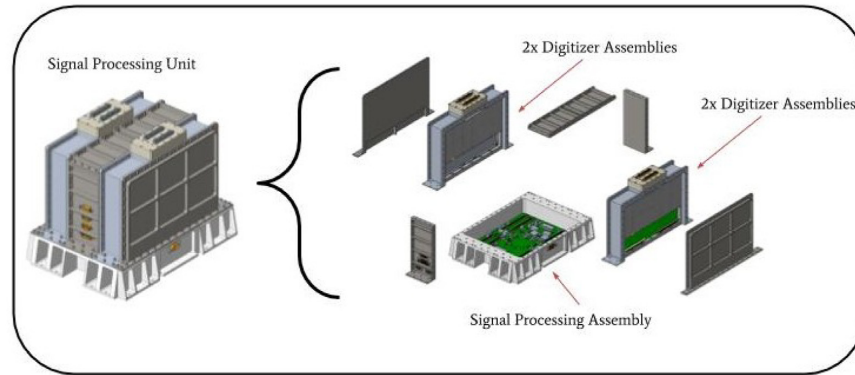 Signal Processing Unit
2x Digitizer Assemblies
2x Digitizer Assemblies
Signal Processing Assembly